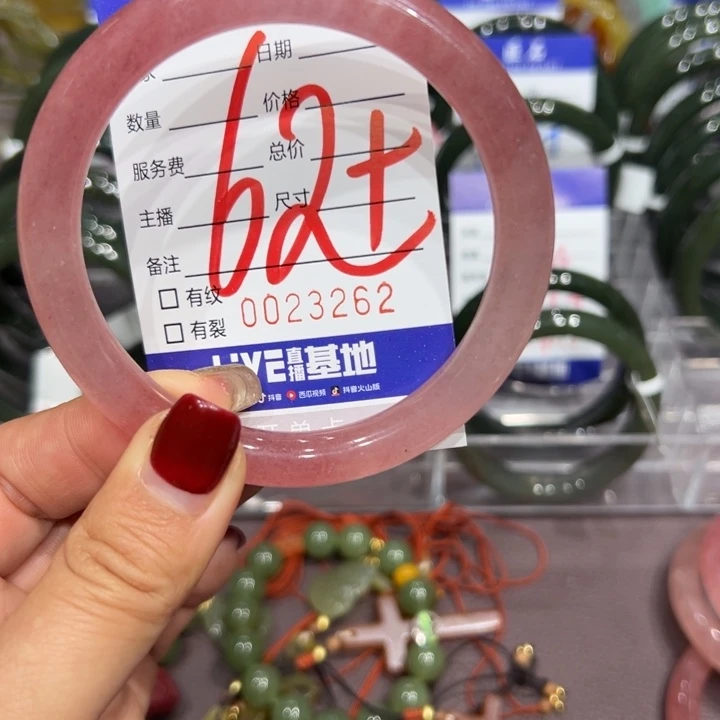 日期
数量 价格
服务费 总价
主播 尺寸
备注
62+
有纹
0023262
有裂
LIVE直播基地
抖音 西瓜视频 抖音火山版